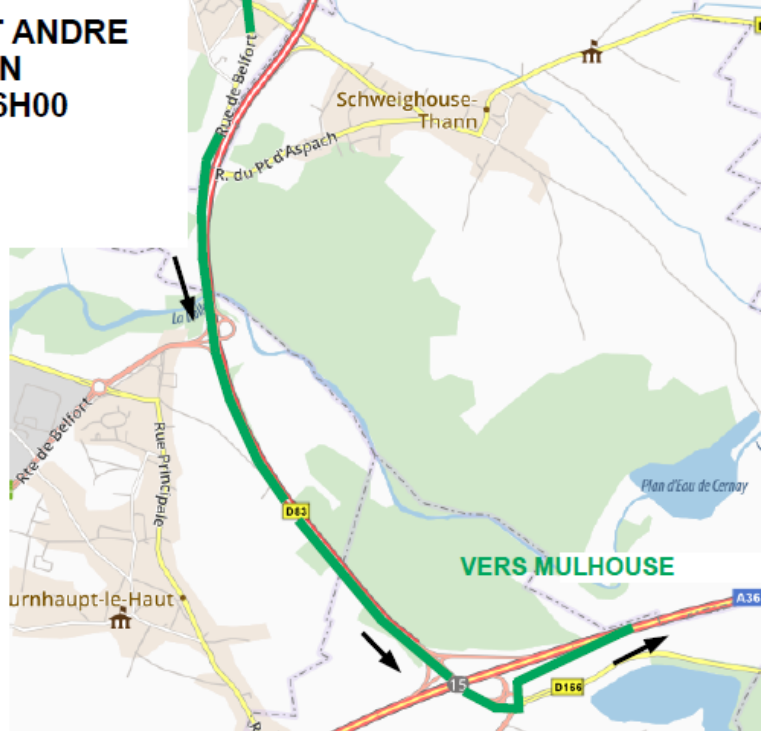 T ANDRE
N
6H00
Rue de Belfort
Schweighouse-
Thann
R. du Pt d'Aspach
Rte de Belfort
Rue Principale
D83
Plan d'Eau de Cernay
VERS MULHOUSE
urnhaupt-le-Haut
A36
15
D166